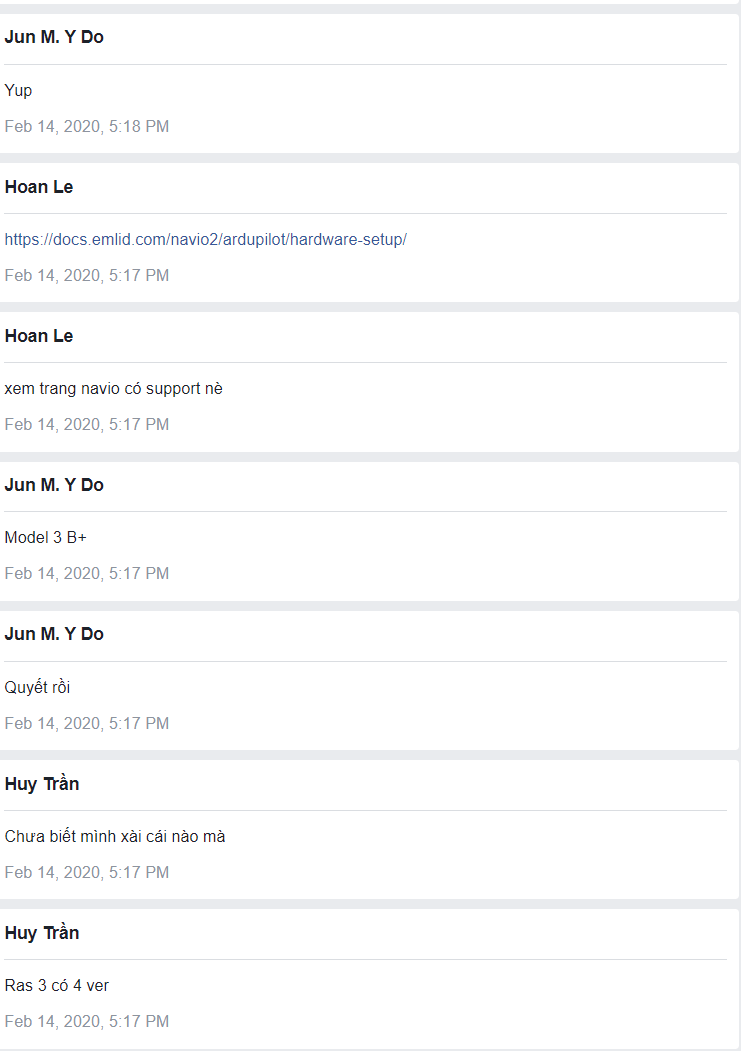 Jun M. Y Do
Yup
Feb 14, 2020, 5:18 PM
Hoan Le
https://docs.emlid.com/navio2/ardupilot/hardware-setup/
Feb 14, 2020, 5:17 PM
Hoan Le
xem trang navio có support nè
Feb 14, 2020, 5:17 PM
Jun M. Y Do
Model 3 B+
Feb 14, 2020, 5:17 PM
Jun M. Y Do
Quyết rồi
Feb 14, 2020, 5:17 PM
Huy Trần
Chưa biết mình xài cái nào mà
Feb 14, 2020, 5:17 PM
Huy Trần
Ras 3 có 4 ver
Feb 14, 2020, 5:17 PM